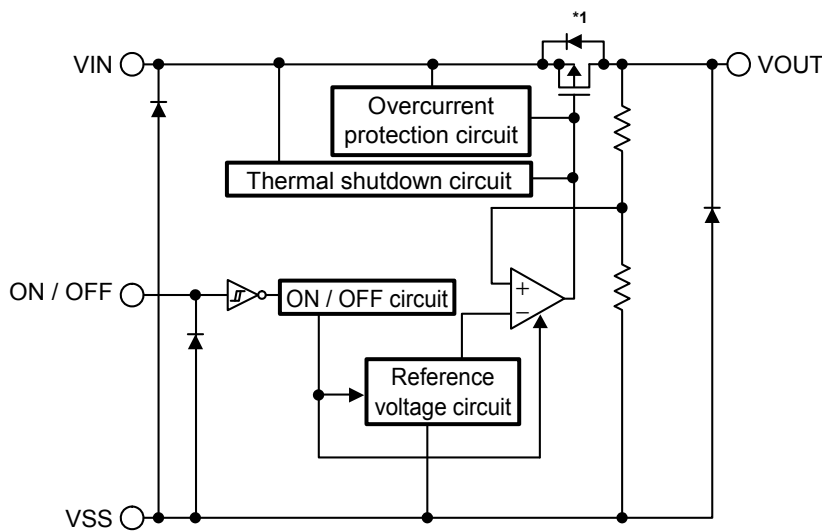 *1
VIN
VOUT
Overcurrent
protection circuit
Thermal shutdown circuit
ON / OFF
ON / OFF circuit
+
−
Reference
voltage circuit
VSS